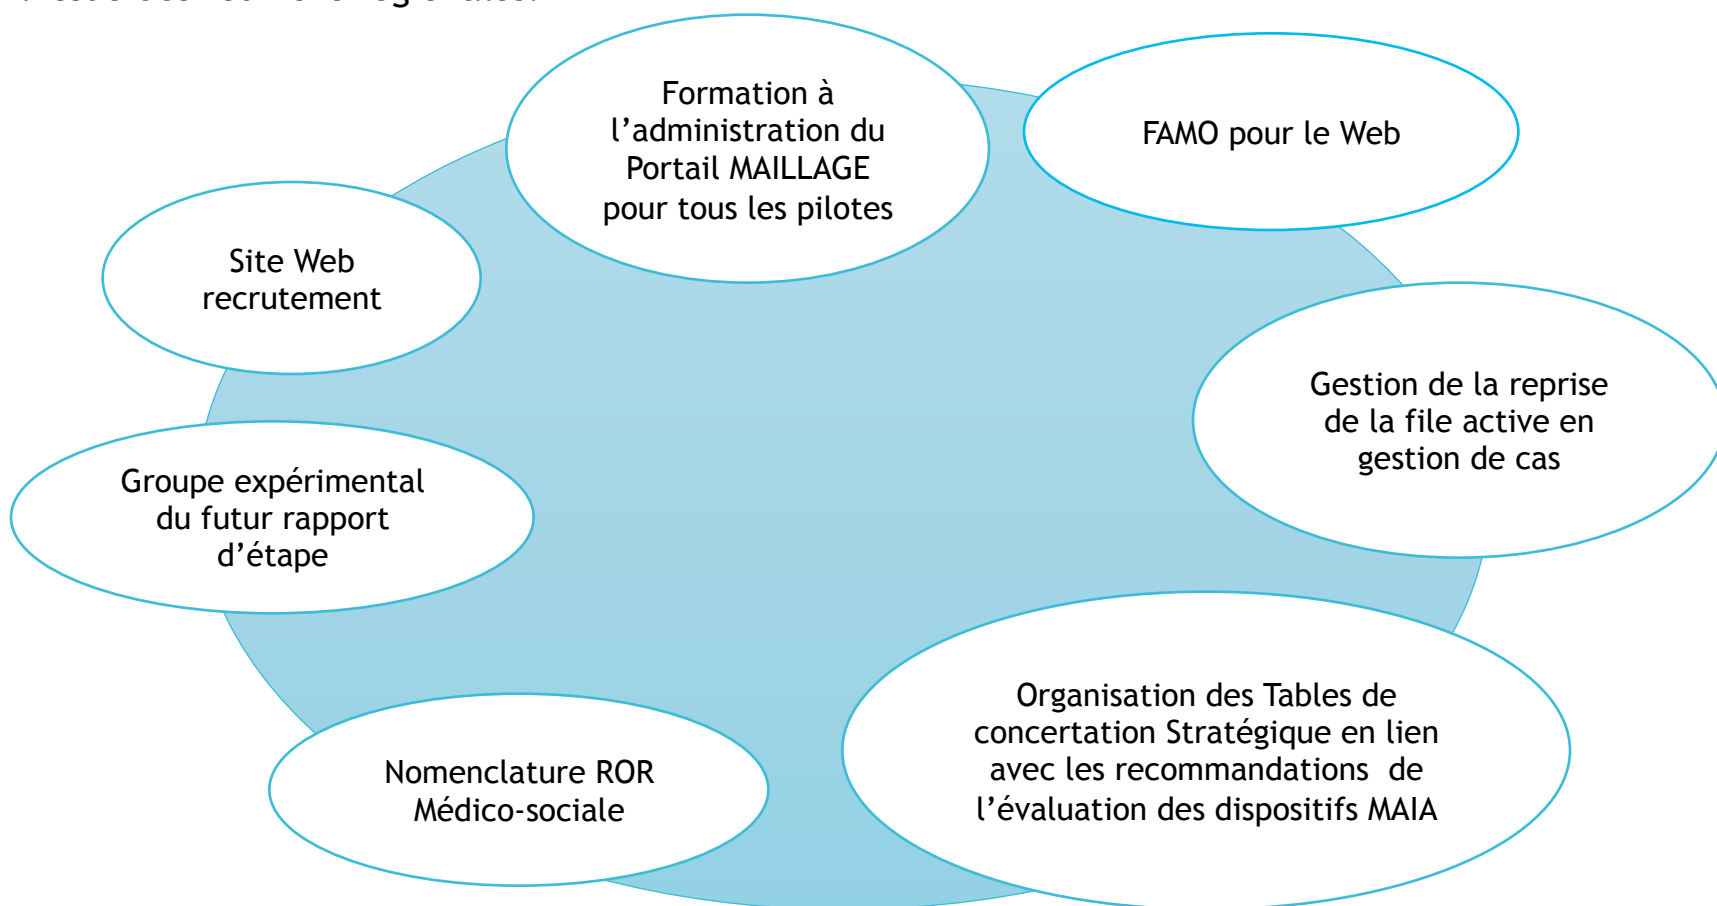 Formation à
l’administration du
Portail MAILLAGE
pour tous les pilotes
FAMO pour le Web
Site Web
recrutement
Gestion de la reprise
de la file active en
gestion de cas
Groupe expérimental
du futur rapport
d’étape
Organisation des Tables de
concertation Stratégique en lien
avec les recommandations  de
l’évaluation des dispositifs MAIA
Nomenclature ROR
Médico-sociale